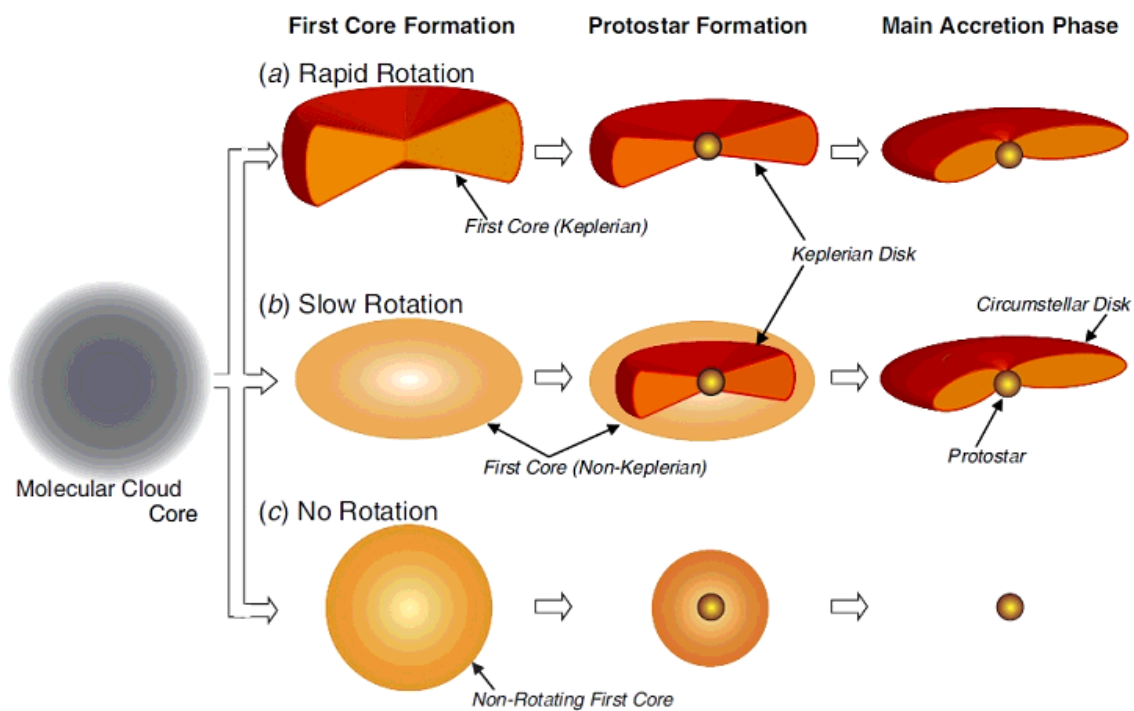 First Core Formation
Protostar Formation
Main Accretion Phase
(a) Rapid Rotation
First Core (Keplerian)
Keplerian Disk
(b) Slow Rotation
Circumstellar Disk
First Core (Non-Keplerian)
Protostar
Molecular Cloud
Core
(c) No Rotation
Non-Rotating First Core